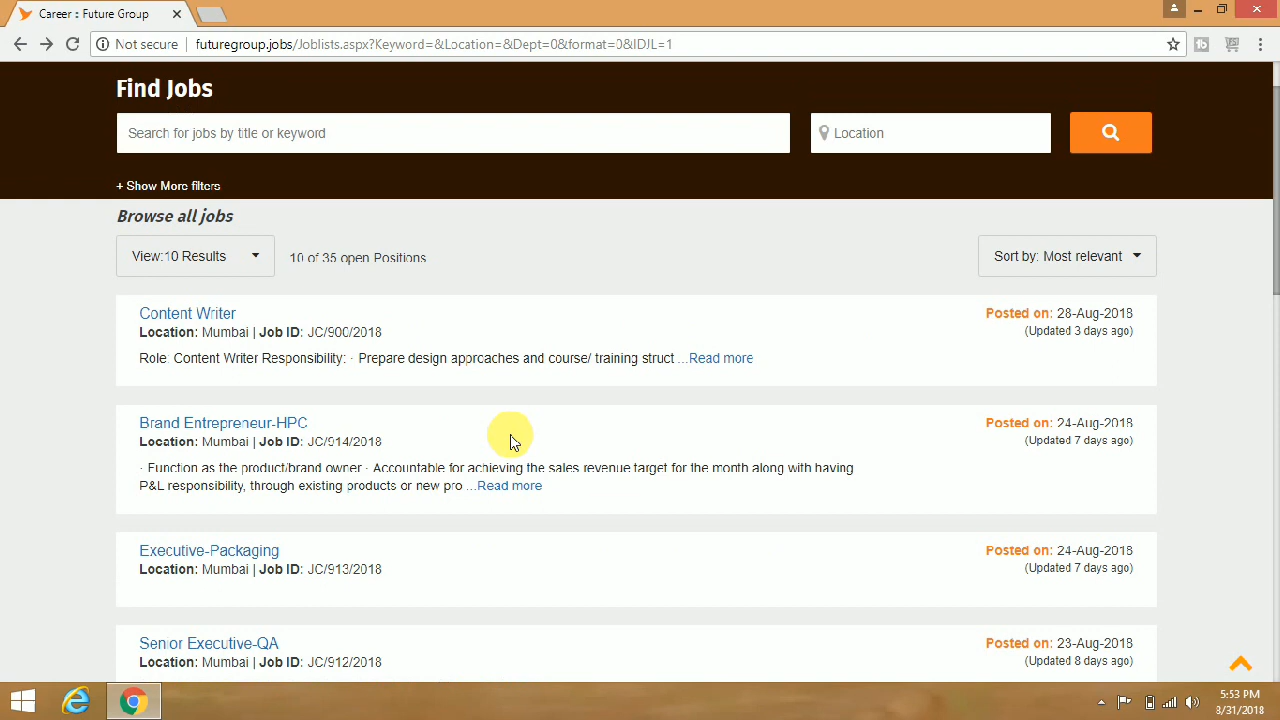 Career : Future Group
Not secure futuregroup.jobs/Joblists.aspx?Keyword=&Location=&Dept=0&format=0&IDJL=1
Find Jobs
Search for jobs by title or keyword
Location
+ Show More filters
Browse all jobs
View:10 Results
10 of 35 open Positions
Sort by: Most relevant
Content Writer
Posted on: 28-Aug-2018
Location: Mumbai | Job ID: JC/900/2018
(Updated 3 days ago)
Role: Content Writer Responsibility: · Prepare design approaches and course/ training struct ...Read more
Brand Entrepreneur-HPC
Posted on: 24-Aug-2018
Location: Mumbai | Job ID: JC/914/2018
(Updated 7 days ago)
· Function as the product/brand owner · Accountable for achieving the sales revenue target for the month along with having
P&L responsibility, through existing products or new pro ...Read more
Executive-Packaging
Posted on: 24-Aug-2018
Location: Mumbai | Job ID: JC/913/2018
(Updated 7 days ago)
Senior Executive-QA
Posted on: 23-Aug-2018
Location: Mumbai | Job ID: JC/912/2018
(Updated 8 days ago)
5:53 PM
8/31/2018